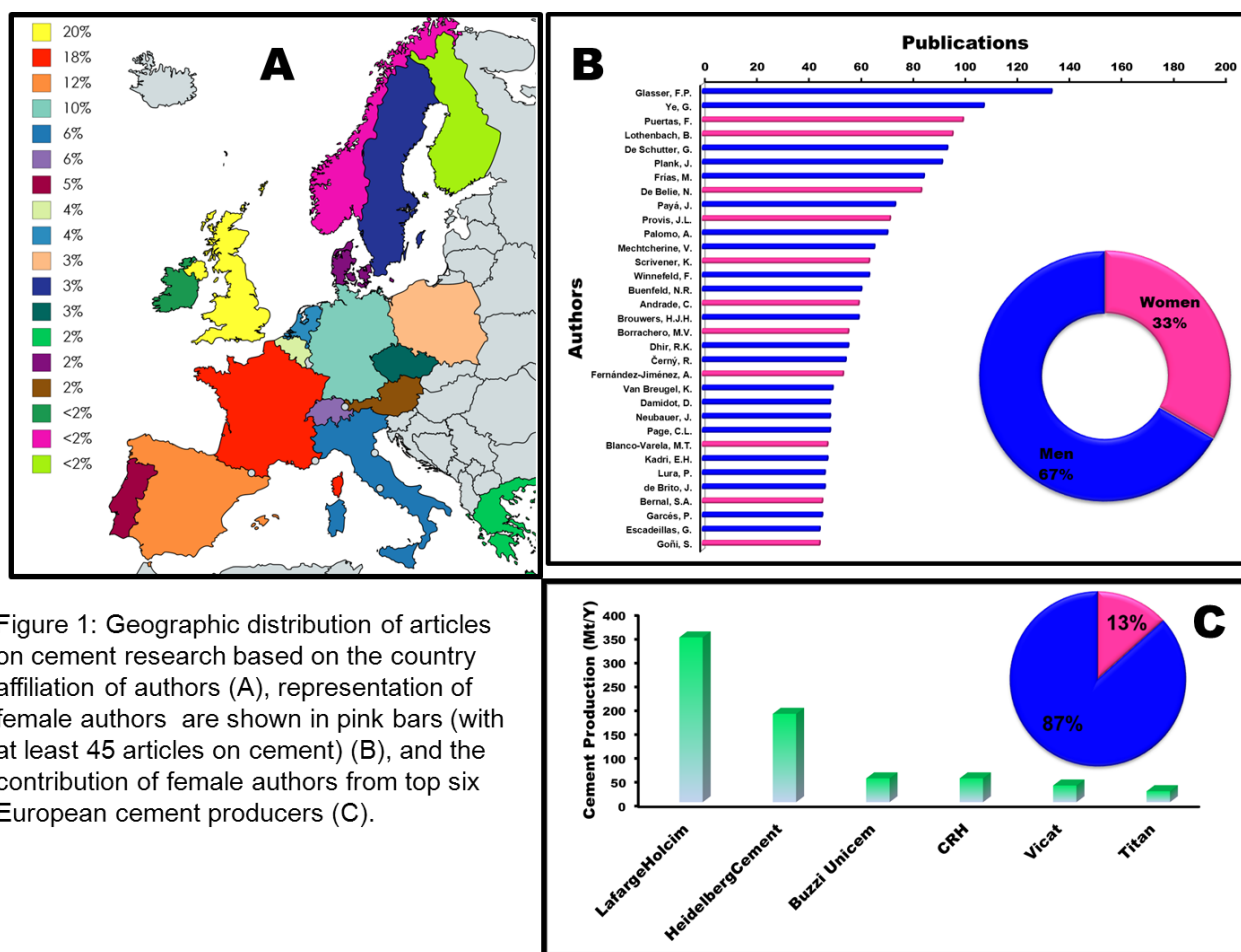 20%
18%
12%
10%
6%
6%
5%
4%
4%
3%
3%
3%
2%
2%
2%
<2%
<2%
<2%
A
B
Publications
0 20 40 60 80 100 120 140 160 180 200
Authors
Glasser, F.P.
Ye, G.
Puertas, F.
Lothenbach, B.
De Schutter, G.
Plank, J.
Frías, M.
De Belie, N.
Payá, J.
Provis, J.L.
Palomo, A.
Mechtcherine, V.
Scrivener, K.
Winnefeld, F.
Buenfeld, N.R.
Andrade, C.
Brouwers, H.J.H.
Borrachero, M.V.
Dhir, R.K.
Černý, R.
Fernández-Jiménez, A.
Van Breugel, K.
Damidot, D.
Neubauer, J.
Page, C.L.
Blanco-Varela, M.T.
Kadri, E.H.
Lura, P.
de Brito, J.
Bernal, S.A.
Garcés, P.
Escadeillas, G.
Goñi, S.
Women
33%
Men
67%
Figure 1: Geographic distribution of articles
on cement research based on the country
affiliation of authors (A), representation of
female authors are shown in pink bars (with
at least 45 articles on cement) (B), and the
contribution of female authors from top six
European cement producers (C).
C
Cement Production (Mt/Y)
400
350
300
250
200
150
100
50
0
LafargeHolcim
HeidelbergCement
Buzzi Unicem
CRH
Vicat
Titan
13%
87%